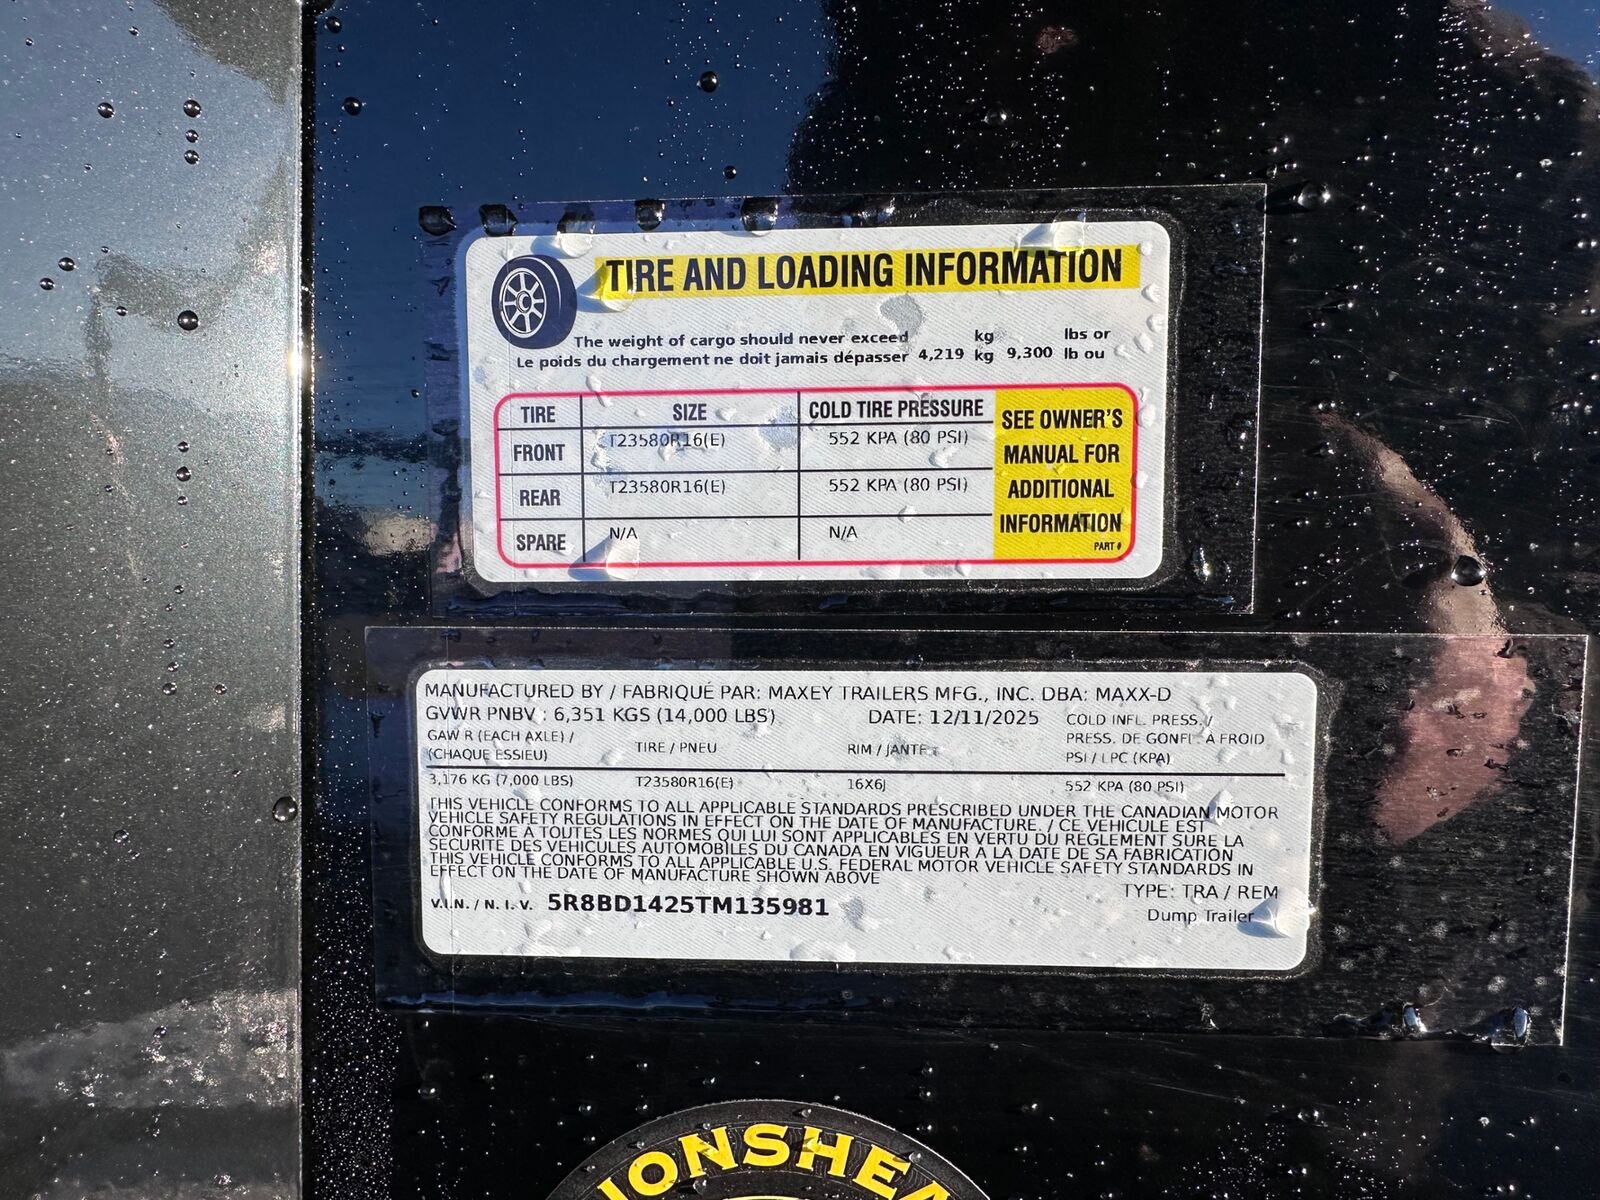 TIRE AND LOADING INFORMATION
The weight of cargo should never exceed kg lbs or
Le poids du chargement ne doit jamais dépasser 4,219 kg 9,300 lb ou
TIRE SIZE COLD TIRE PRESSURE
FRONT T23580R16(E) 552 KPA (80 PSI)
REAR T23580R16(E) 552 KPA (80 PSI)
SPARE N/A N/A
SEE OWNER'S
MANUAL FOR
ADDITIONAL
INFORMATION
PART #
MANUFACTURED BY / FABRIQUÉ PAR: MAXEY TRAILERS MFG., INC. DBA: MAXX-D
GVWR PNBV : 6,351 KGS (14,000 LBS) DATE: 12/11/2025
GAWR (EACH AXLE) /
(CHAQUE ESSIEU)
TIRE / PNEU
RIM / JANTE
COLD INFL. PRESS. /
PRESS. DE GONFL. A FROID
PSI / LPC (KPA)
3,176 KG (7,000 LBS) T23580R16(E) 16X6J 552 KPA (80 PSI)
THIS VEHICLE CONFORMS TO ALL APPLICABLE STANDARDS PRESCRIBED UNDER THE CANADIAN MOTOR
VEHICLE SAFETY REGULATIONS IN EFFECT ON THE DATE OF MANUFACTURE. / CE VEHICULE EST
CONFORME A TOUTES LES NORMES QUI LUI SONT APPLICABLES EN VERTU DU REGLEMENT SURE LA
SECURITE DES VEHICULES AUTOMOBILES DU CANADA EN VIGUEUR A LA DATE DE SA FABRICATION
THIS VEHICLE CONFORMS TO ALL APPLICABLE U.S. FEDERAL MOTOR VEHICLE SAFETY STANDARDS IN
EFFECT ON THE DATE OF MANUFACTURE SHOWN ABOVE
V.I.N. / N. I. V. 5R8BD1425TM135981
TYPE: TRA / REM
Dump Trailer
IONSHEA